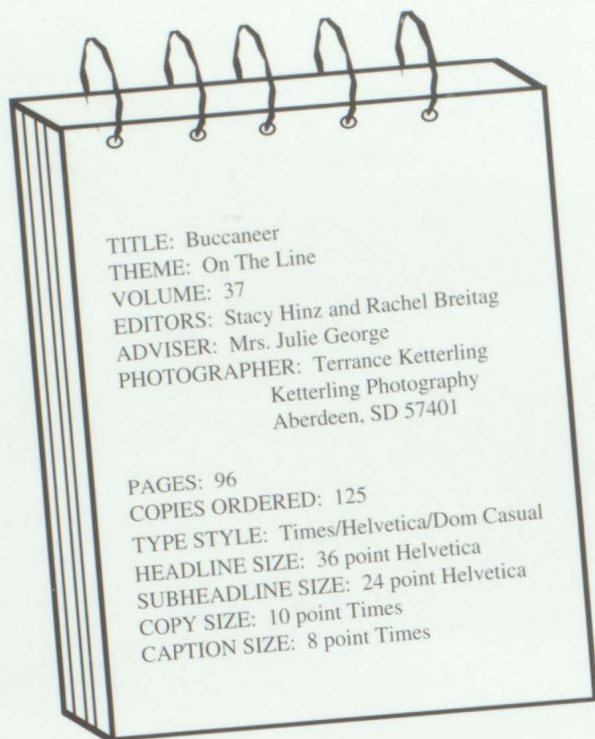 TITLE: Buccaneer
THEME: On The Line
VOLUME: 37
EDITORS: Stacy Hinz and Rachel Breitag
ADVISER: Mrs. Julie George
PHOTOGRAPHER: Terrance Ketterling
Ketterling Photography
Aberdeen, SD 57401
PAGES: 96
COPIES ORDERED: 125
TYPE STYLE: Times/Helvetica/Dom Casual
HEADLINE SIZE: 36 point Helvetica
SUBHEADLINE SIZE: 24 point Helvetica
COPY SIZE: 10 point Times
CAPTION SIZE: 8 point Times